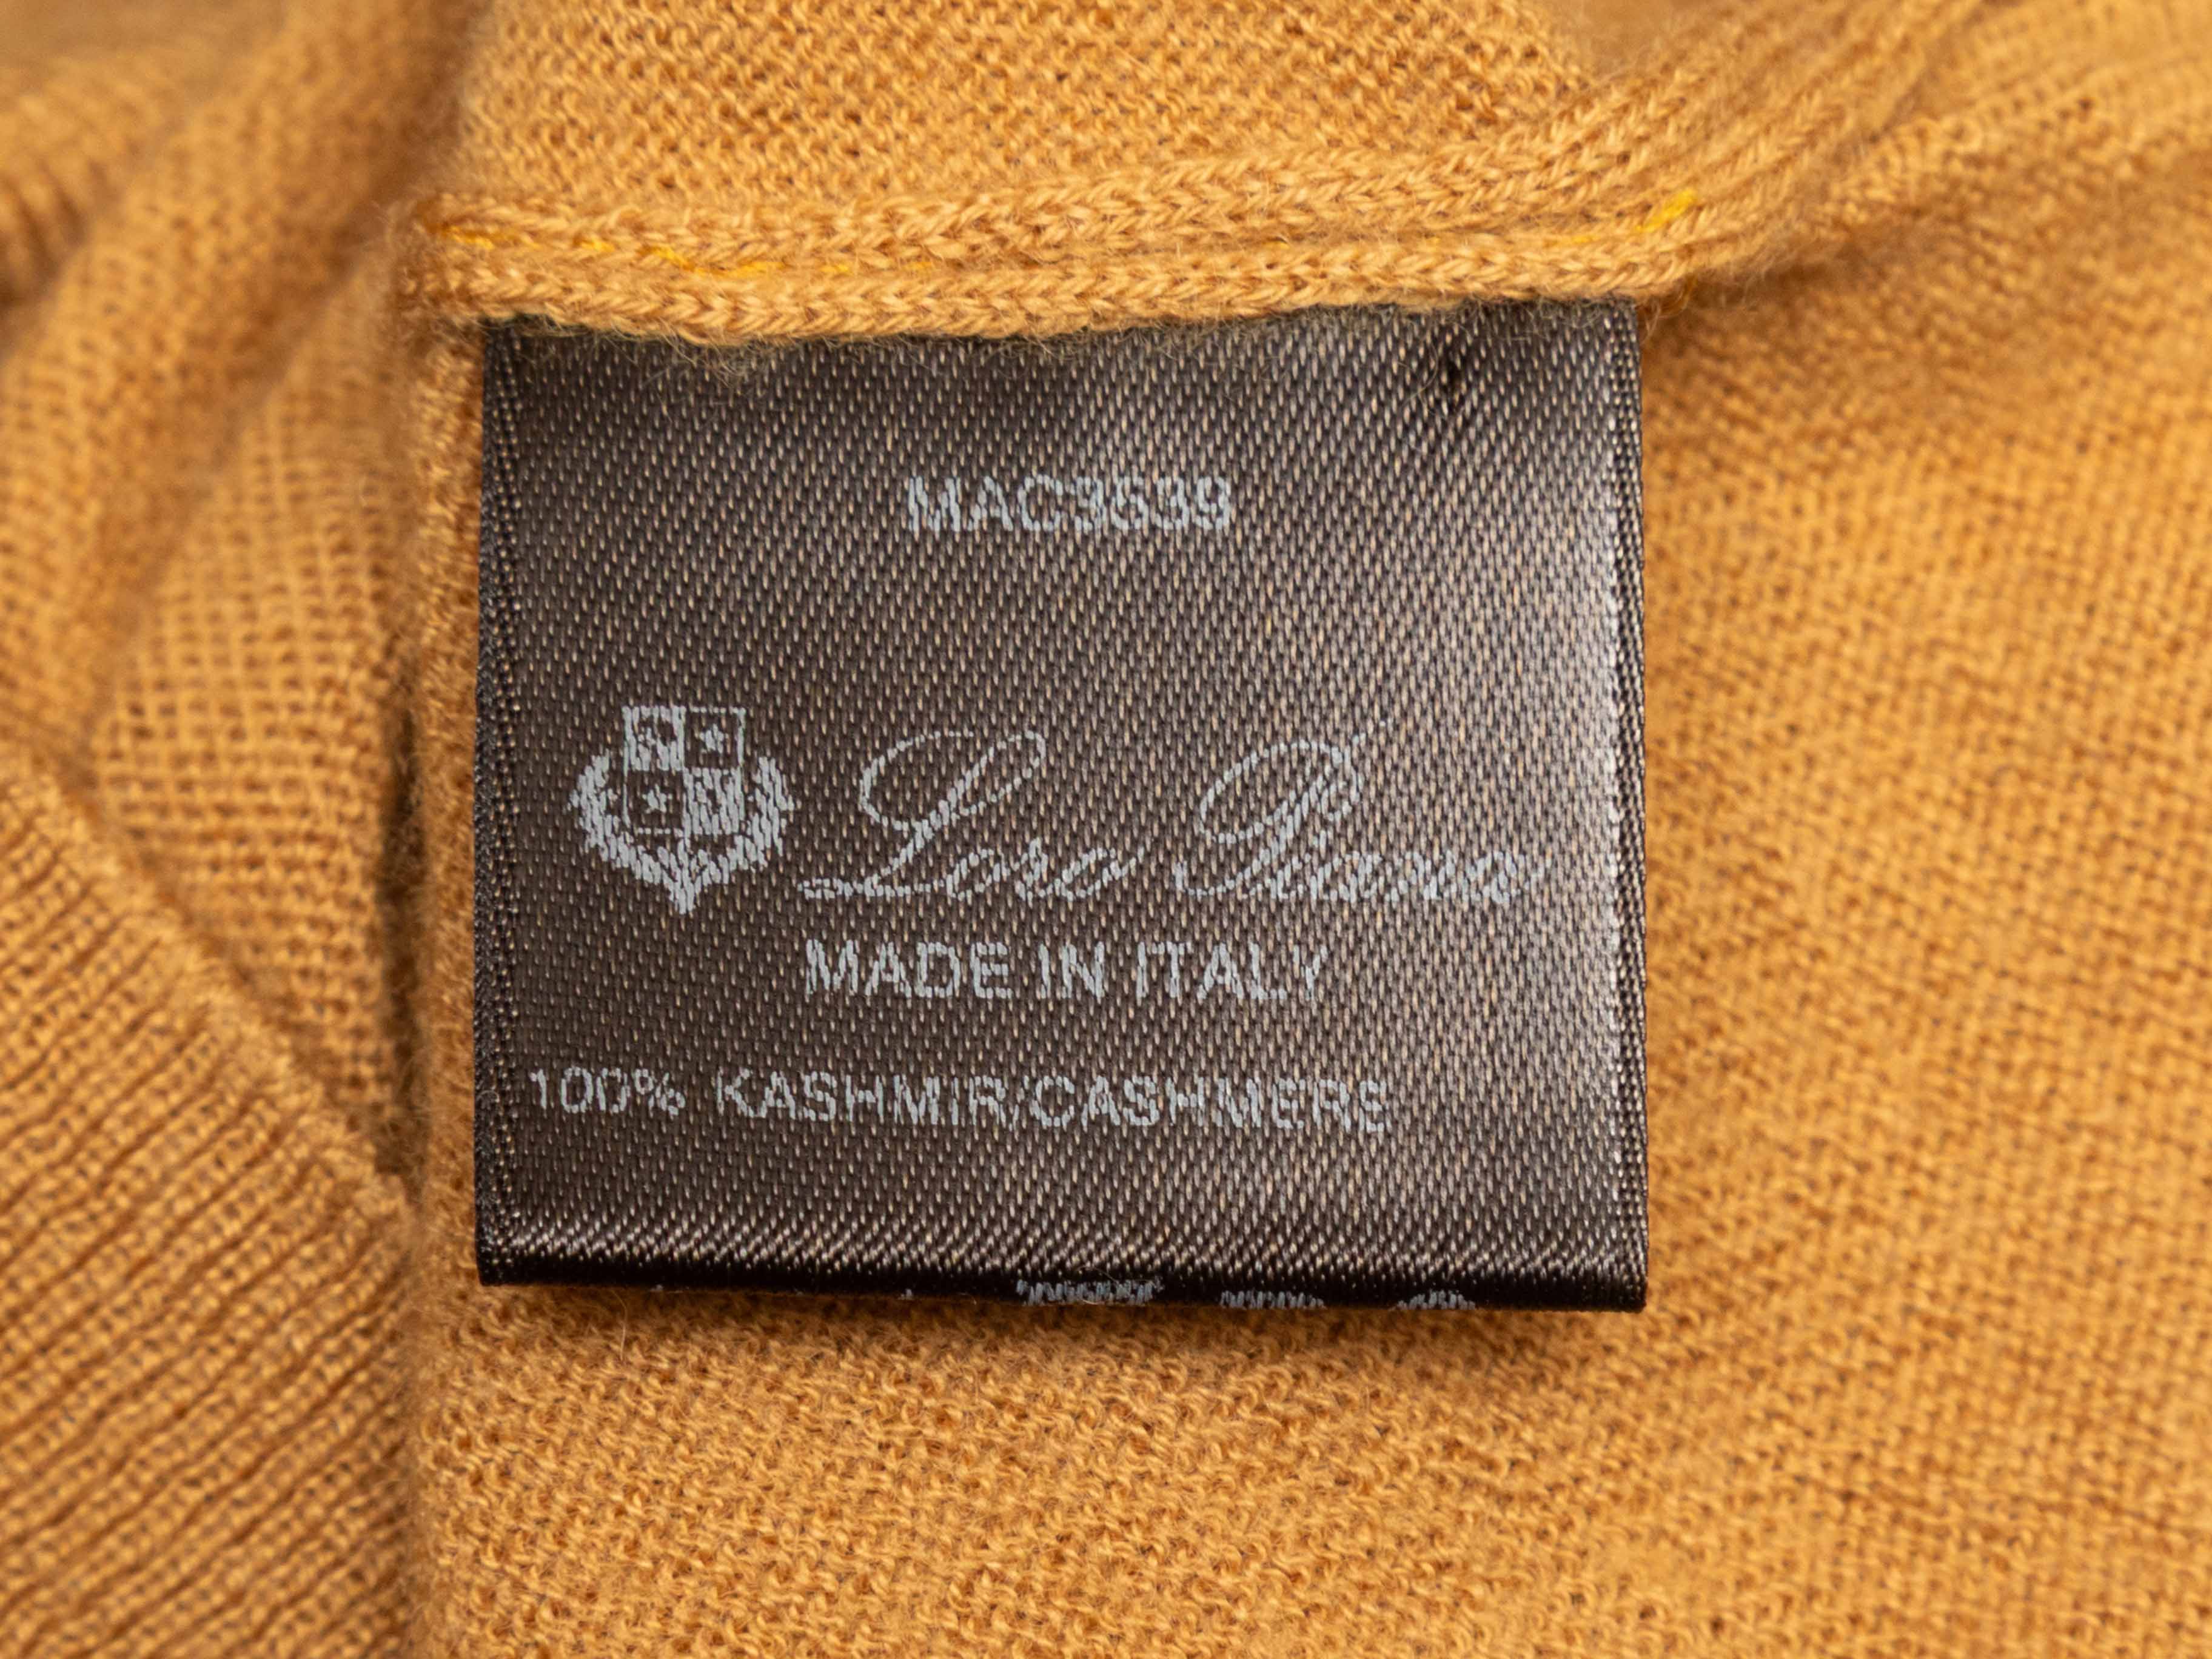 MAC3639
Loro Piana
MADE IN ITALY
100% KASHMIR/CASHMERE